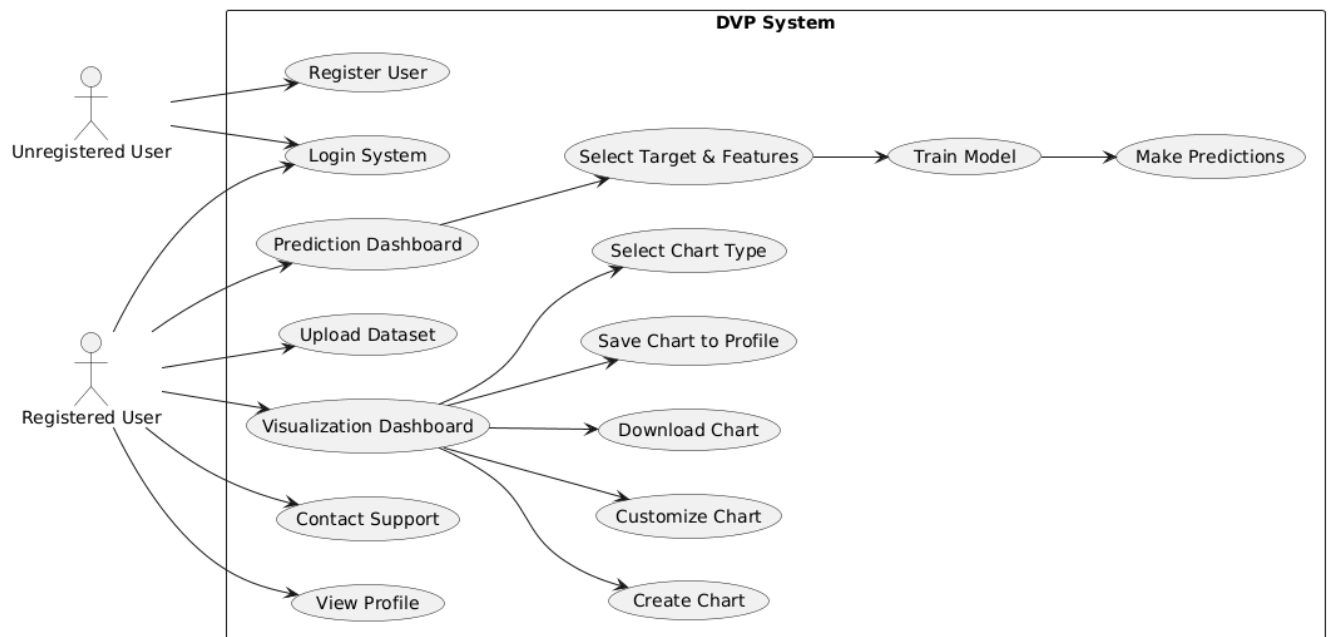 DVP System
Register User
Unregistered User
Login System
Select Target & Features
Train Model
Make Predictions
Prediction Dashboard
Select Chart Type
Upload Dataset
Save Chart to Profile
Registered User
Visualization Dashboard
Download Chart
Contact Support
Customize Chart
View Profile
Create Chart